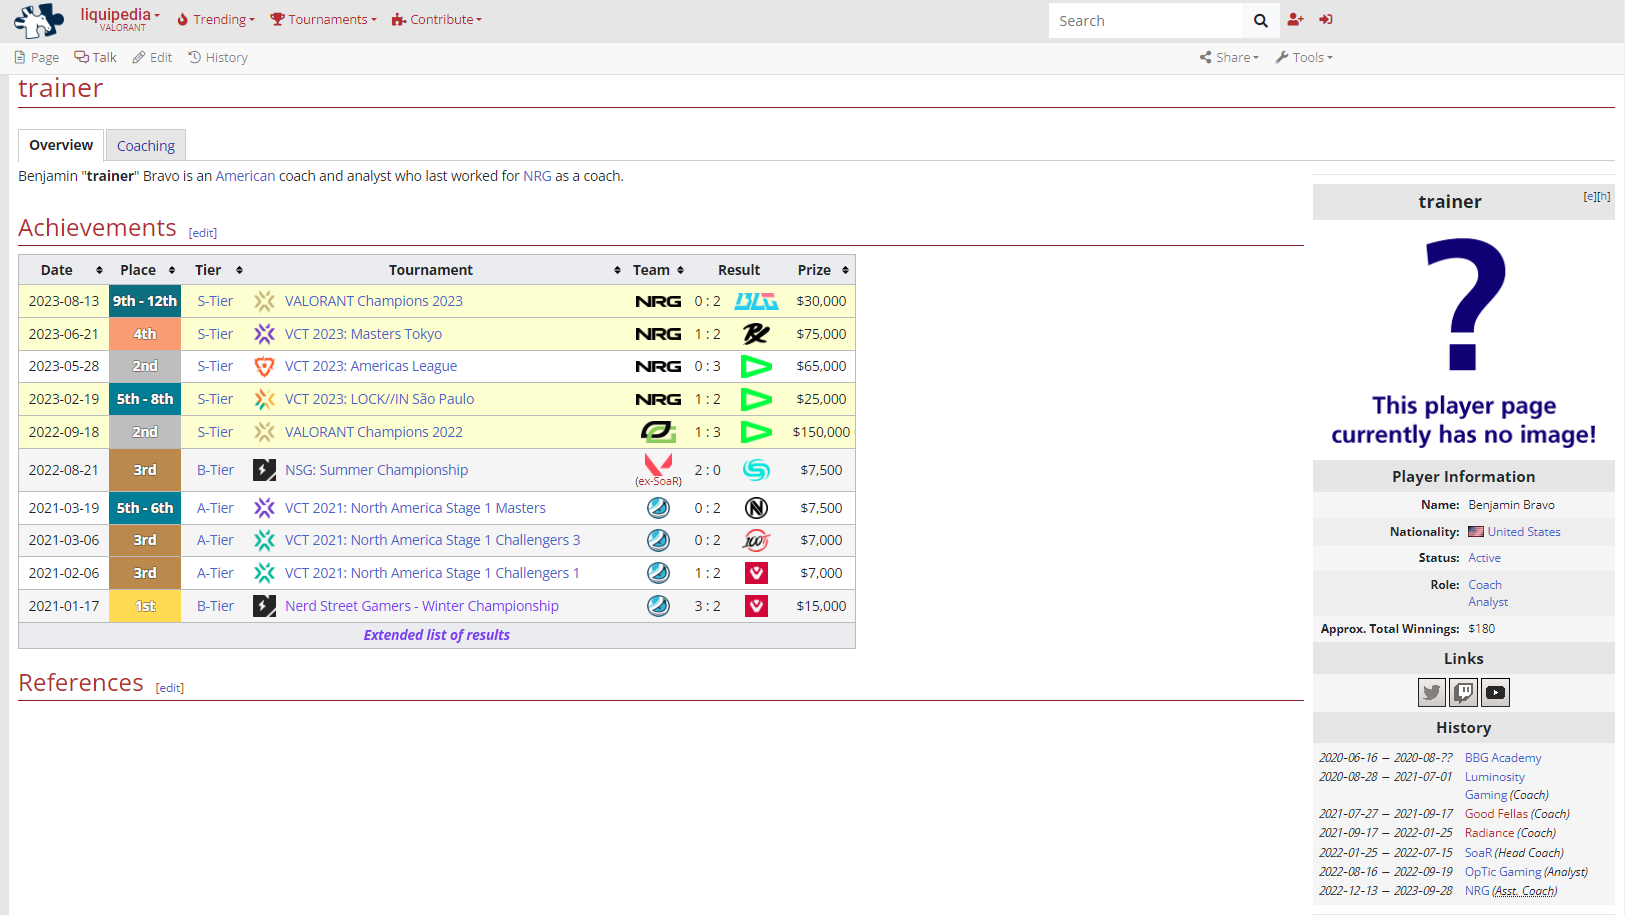 liquipedia
VALORANT
Trending
Tournaments
Contribute
Search
Page
Talk
Edit
History
Share
Tools
trainer
Overview
Coaching
Benjamin "trainer" Bravo is an American coach and analyst who last worked for NRG as a coach.
Achievements [edit]
Date Place Tier Tournament Team Result Prize
2023-08-13 9th - 12th S-Tier VALORANT Champions 2023 NRG 0 : 2 BLG $30,000
2023-06-21 4th S-Tier VCT 2023: Masters Tokyo NRG 1 : 2 $75,000
2023-05-28 2nd S-Tier VCT 2023: Americas League NRG 0 : 3 $65,000
2023-02-19 5th - 8th S-Tier VCT 2023: LOCK//IN São Paulo NRG 1 : 2 $25,000
2022-09-18 2nd S-Tier VALORANT Champions 2022 1 : 3 $150,000
2022-08-21 3rd B-Tier NSG: Summer Championship (ex-SoaR) 2 : 0 $7,500
2021-03-19 5th - 6th A-Tier VCT 2021: North America Stage 1 Masters 0 : 2 $7,500
2021-03-06 3rd A-Tier VCT 2021: North America Stage 1 Challengers 3 0 : 2 100T $7,000
2021-02-06 3rd A-Tier VCT 2021: North America Stage 1 Challengers 1 1 : 2 $7,000
2021-01-17 1st B-Tier Nerd Street Gamers - Winter Championship 3 : 2 $15,000
Extended list of results
References [edit]
trainer [e][h]
?
This player page
currently has no image!
Player Information
Name: Benjamin Bravo
Nationality: United States
Status: Active
Role: Coach
Analyst
Approx. Total Winnings: $180
Links
History
2020-06-16 — 2020-08-?? BBG Academy
2020-08-28 — 2021-07-01 Luminosity
Gaming (Coach)
2021-07-27 — 2021-09-17 Good Fellas (Coach)
2021-09-17 — 2022-01-25 Radiance (Coach)
2022-01-25 — 2022-07-15 SoaR (Head Coach)
2022-08-16 — 2022-09-19 OpTic Gaming (Analyst)
2022-12-13 — 2023-09-28 NRG (Asst. Coach)